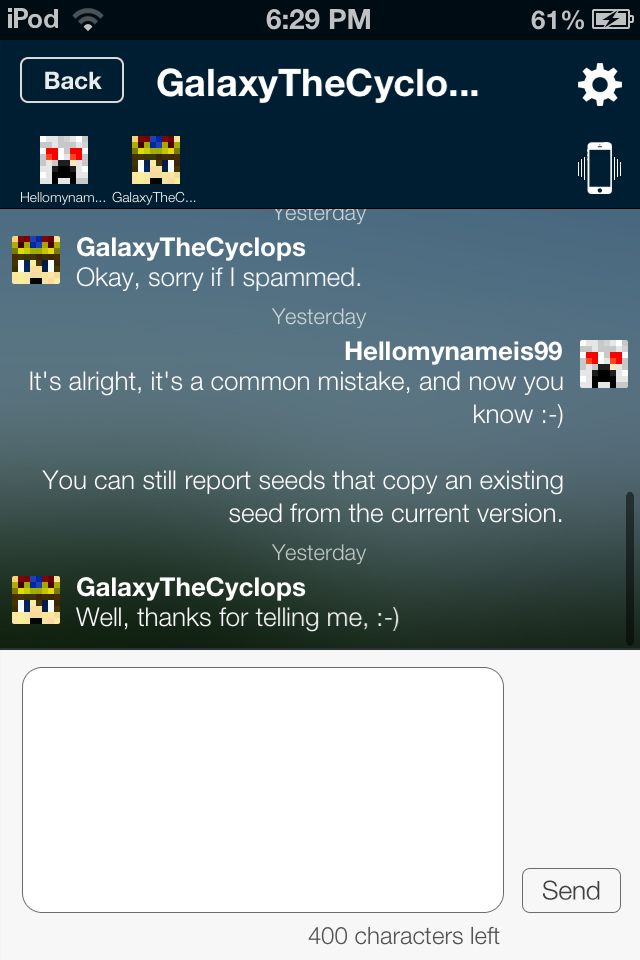 iPod 6:29 PM 61%
Back GalaxyTheCyclo...
Hellomynam... GalaxyTheC...
Yesterday
GalaxyTheCyclops
Okay, sorry if I spammed.
Yesterday
Hellomynameis99
It's alright, it's a common mistake, and now you
know :-)
You can still report seeds that copy an existing
seed from the current version.
Yesterday
GalaxyTheCyclops
Well, thanks for telling me, :-)
Send
400 characters left